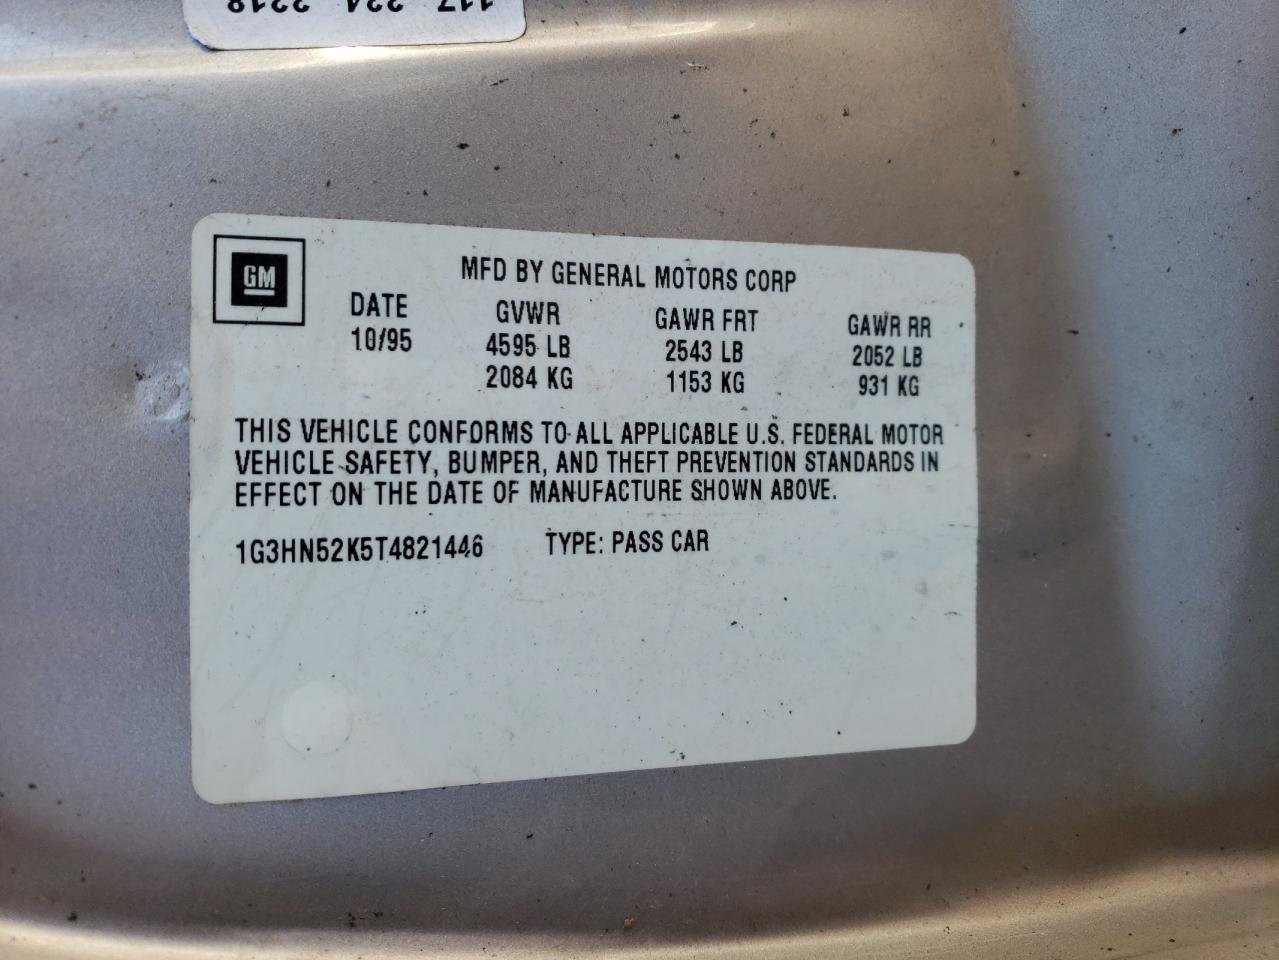 GM
MFD BY GENERAL MOTORS CORP
DATE GVWR GAWR FRT GAWR RR
10/95 4595 LB 2543 LB 2052 LB
2084 KG 1153 KG 931 KG
THIS VEHICLE CONFORMS TO ALL APPLICABLE U.S. FEDERAL MOTOR
VEHICLE SAFETY, BUMPER, AND THEFT PREVENTION STANDARDS IN
EFFECT ON THE DATE OF MANUFACTURE SHOWN ABOVE.
1G3HN52K5T4821446 TYPE: PASS CAR